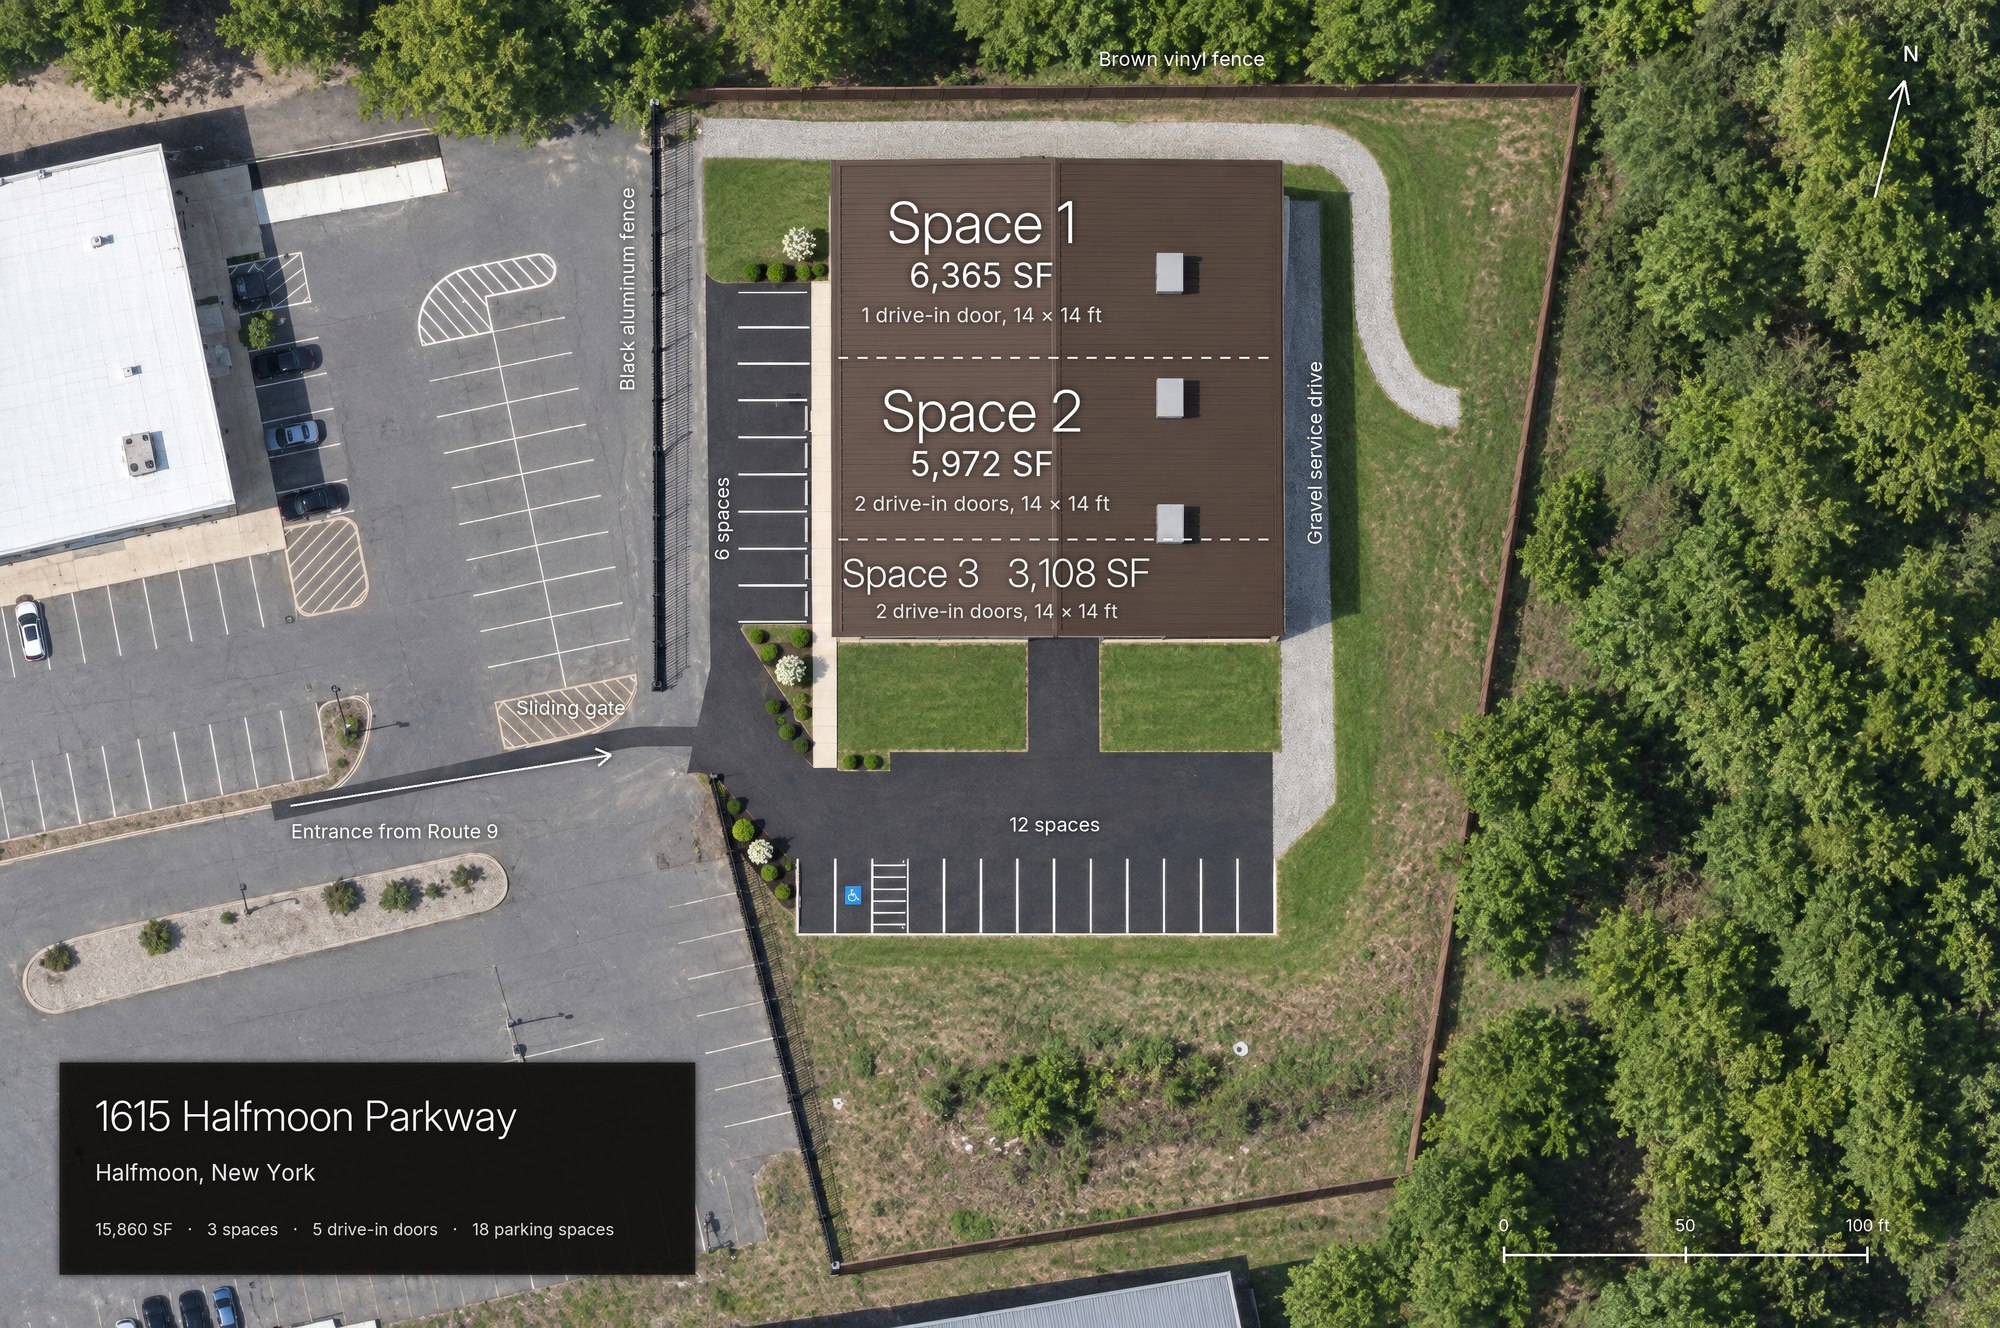 Brown vinyl fence
N
Black aluminum fence
Space 1
6,365 SF
1 drive-in door, 14 × 14 ft
Space 2
5,972 SF
2 drive-in doors, 14 × 14 ft
Space 3 3,108 SF
2 drive-in doors, 14 × 14 ft
Gravel service drive
6 spaces
Sliding gate
Entrance from Route 9
12 spaces
1615 Halfmoon Parkway
Halfmoon, New York
15,860 SF · 3 spaces · 5 drive-in doors · 18 parking spaces
0 50 100 ft